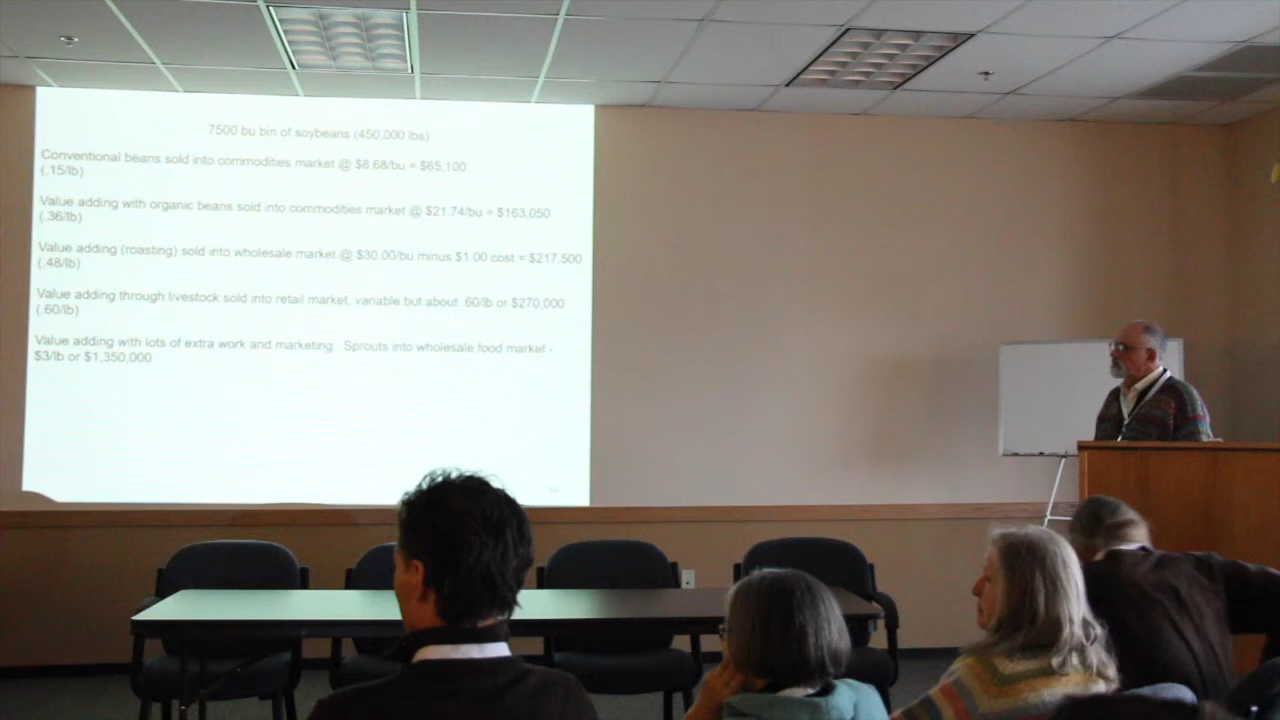 7500 bu bin of soybeans (450,000 lbs)
Conventional beans sold into commodities market @ $8.68/bu = $65,100
(.15/lb)
Value adding with organic beans sold into commodities market @ $21.74/bu = $163,050
(.36/lb)
Value adding (roasting) sold into wholesale market @ $30.00/bu minus $1.00 cost = $217,500
(.48/lb)
Value adding through livestock sold into retail market, variable but about .60/lb or $270,000
(.60/lb)
Value adding with lots of extra work and marketing. Sprouts into wholesale food market -
$3/lb or $1,350,000